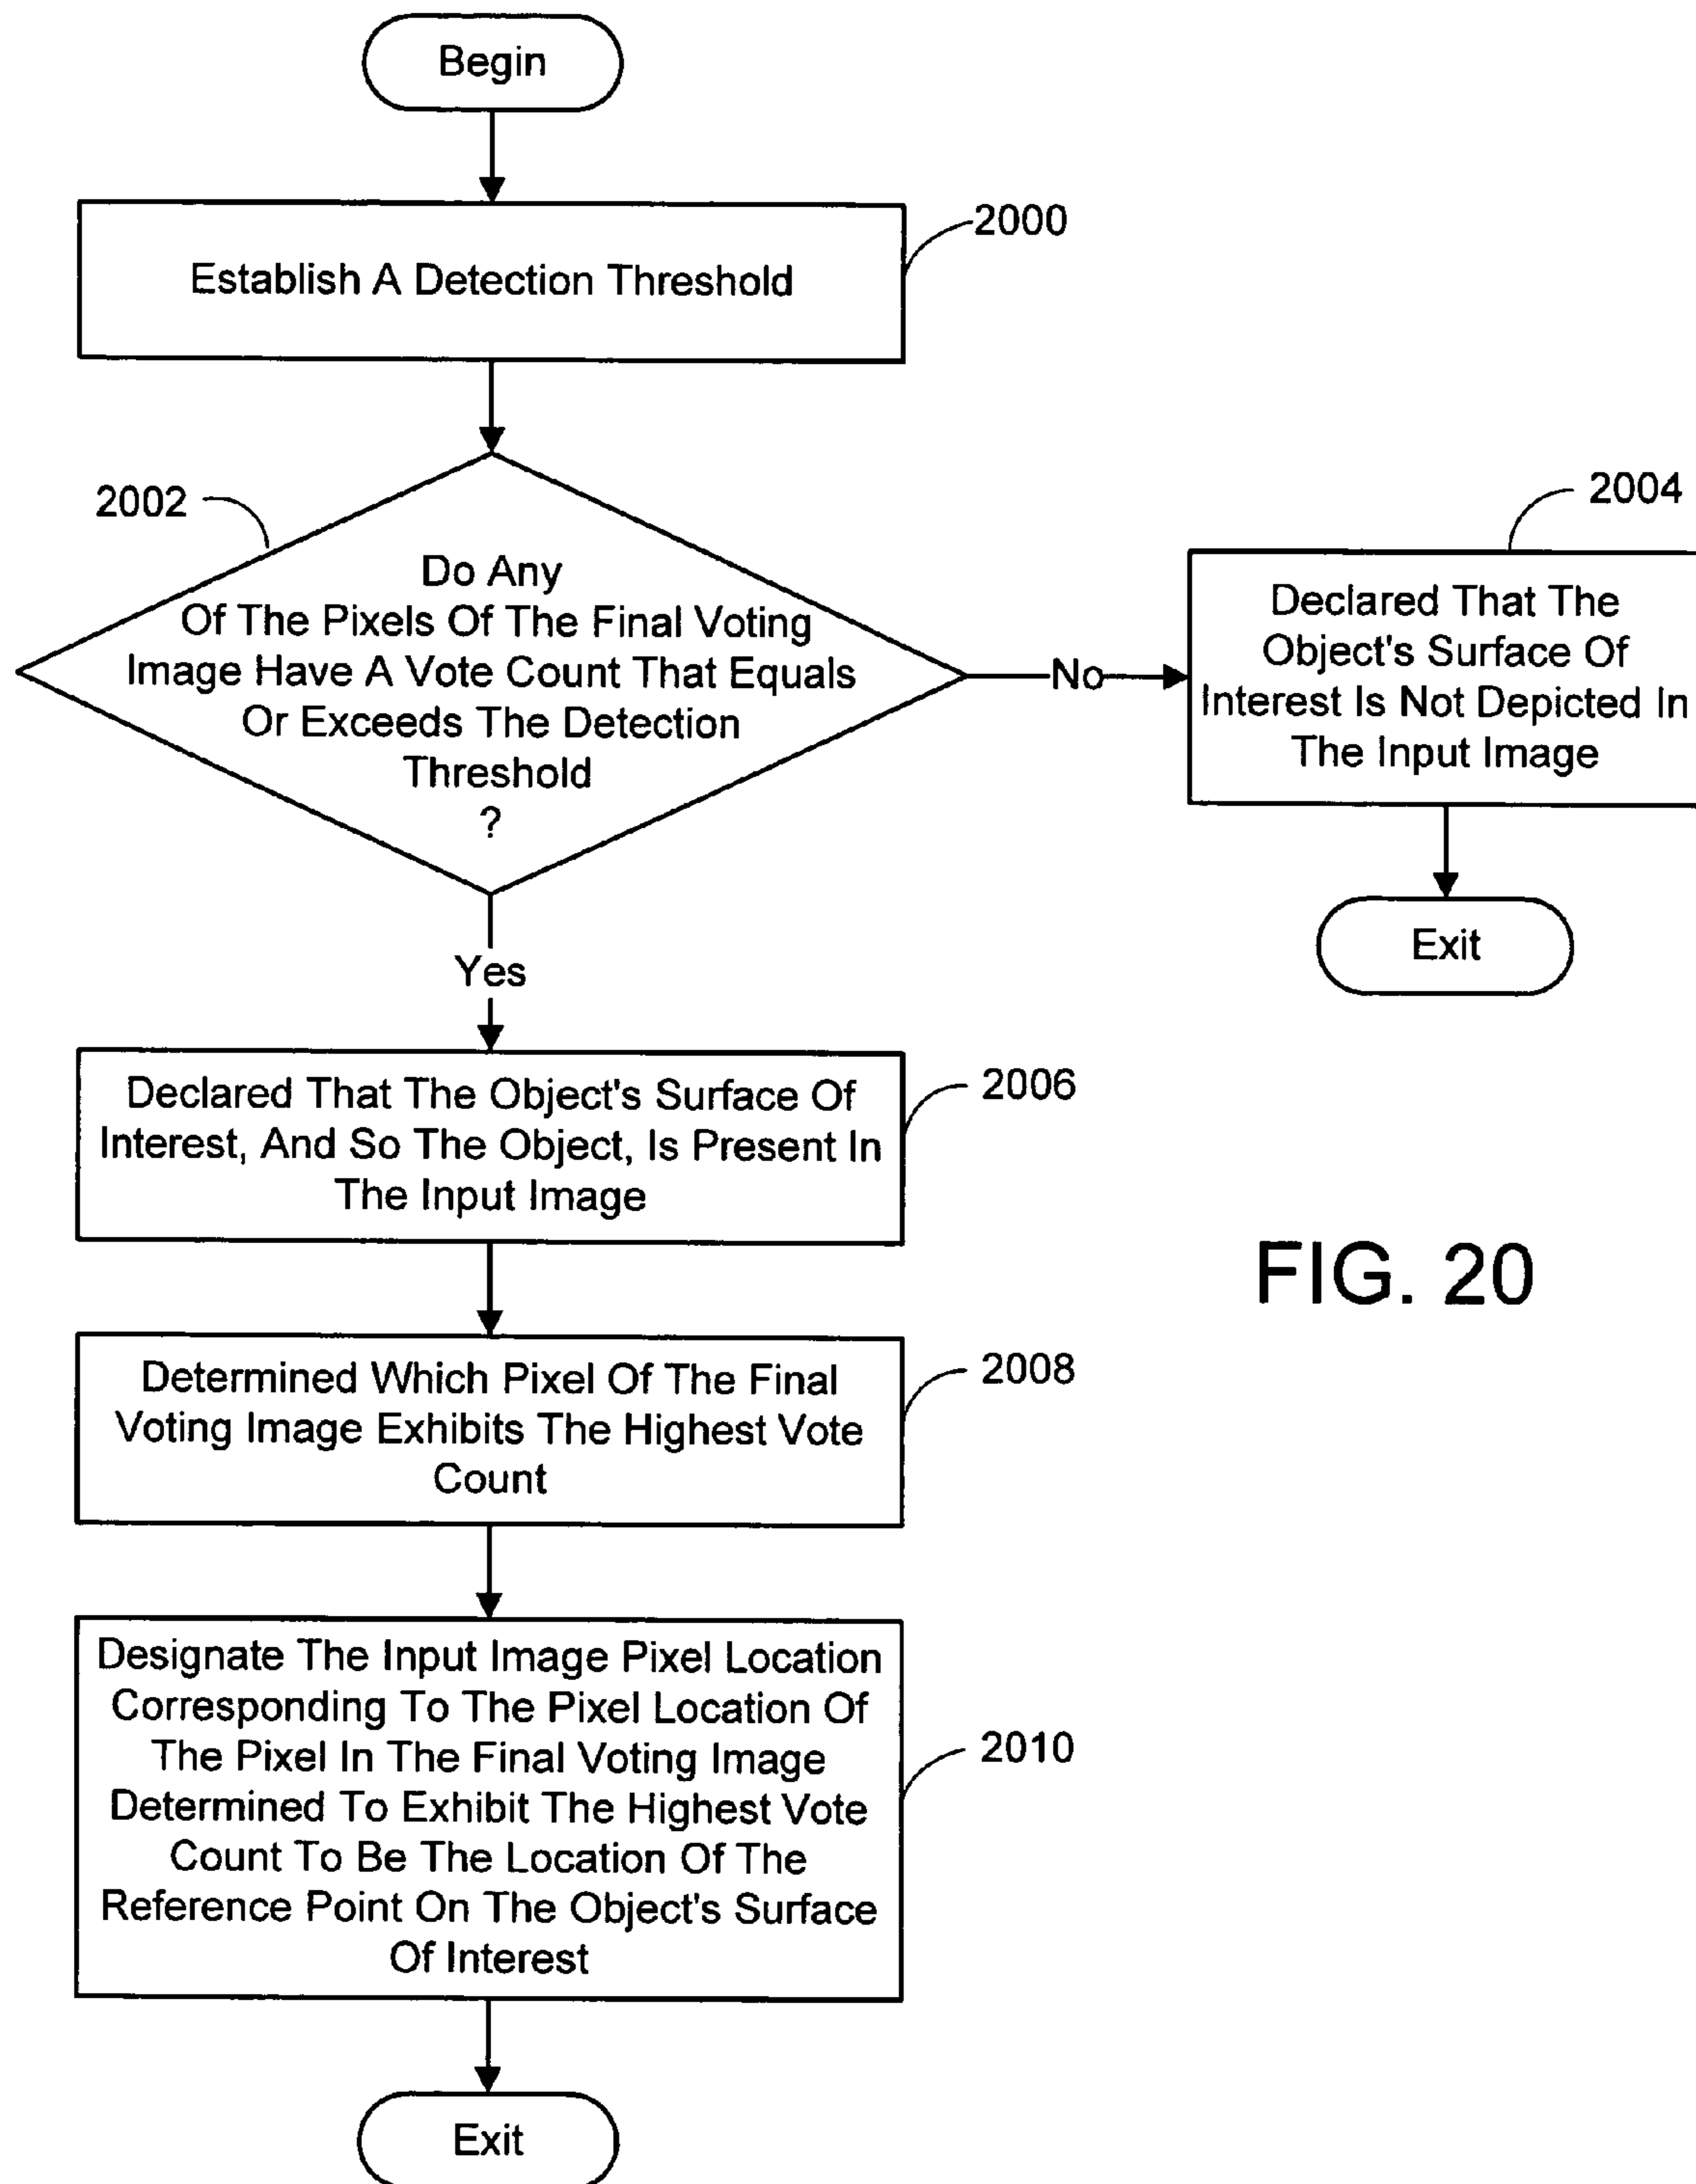 Begin
2000
Establish A Detection Threshold
2002
Do Any
Of The Pixels Of The Final Voting
Image Have A Vote Count That Equals
Or Exceeds The Detection
Threshold
?
No
2004
Declared That The
Object's Surface Of
Interest Is Not Depicted In
The Input Image
Exit
Yes
2006
Declared That The Object's Surface Of
Interest, And So The Object, Is Present In
The Input Image
FIG. 20
2008
Determined Which Pixel Of The Final
Voting Image Exhibits The Highest Vote
Count
2010
Designate The Input Image Pixel Location
Corresponding To The Pixel Location Of
The Pixel In The Final Voting Image
Determined To Exhibit The Highest Vote
Count To Be The Location Of The
Reference Point On The Object's Surface
Of Interest
Exit